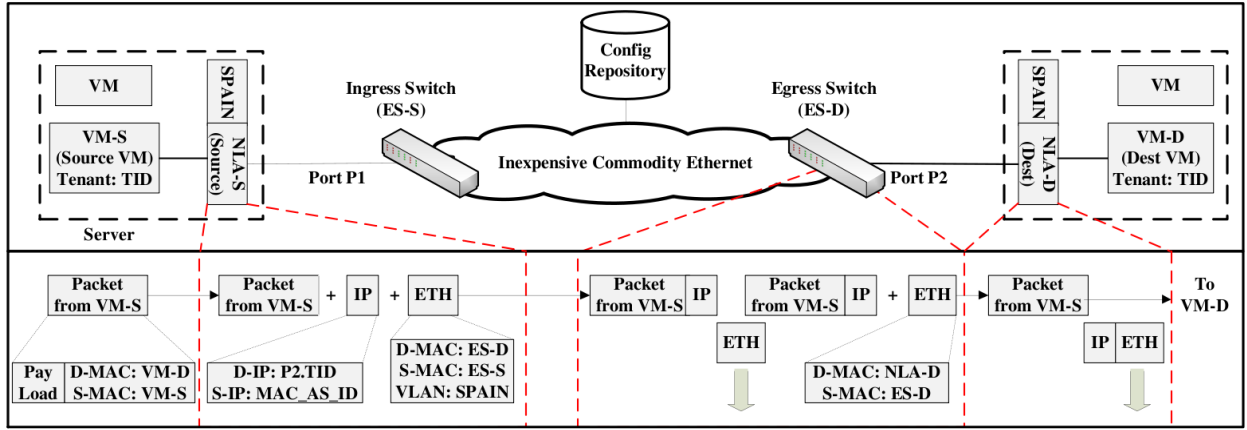 Config
Repository
VM
SPAIN
Ingress Switch
(ES-S)
Egress Switch
(ES-D)
SPAIN
VM
VM-S
(Source VM)
Tenant: TID
NLA-S
(Source)
Port P1
Inexpensive Commodity Ethernet
Port P2
NLA-D
(Dest)
VM-D
(Dest VM)
Tenant: TID
Server
Packet
from VM-S
Packet
from VM-S
+
IP
+
ETH
Packet
from VM-S
IP
Packet
from VM-S
IP
+
ETH
Packet
from VM-S
To
VM-D
ETH
IP
ETH
Pay
Load
D-MAC: VM-D
S-MAC: VM-S
D-IP: P2.TID
S-IP: MAC_AS_ID
D-MAC: ES-D
S-MAC: ES-S
VLAN: SPAIN
D-MAC: NLA-D
S-MAC: ES-D